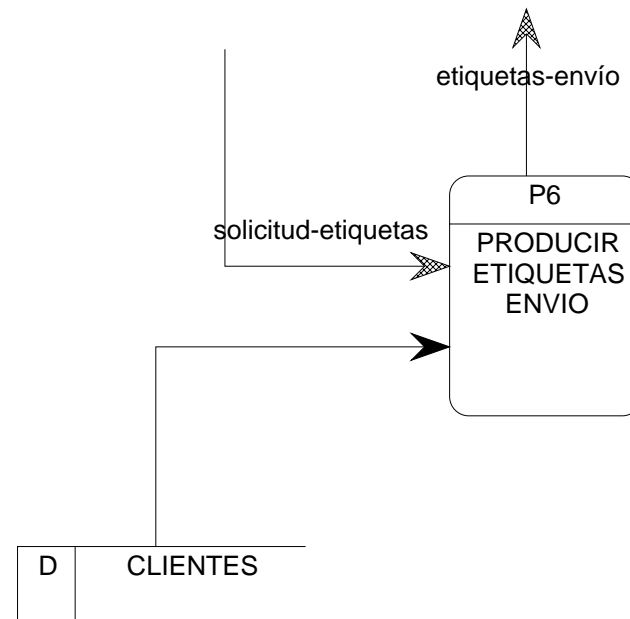 etiquetas-envío
P6
solicitud-etiquetas
PRODUCIR
ETIQUETAS
ENVIO
D
CLIENTES